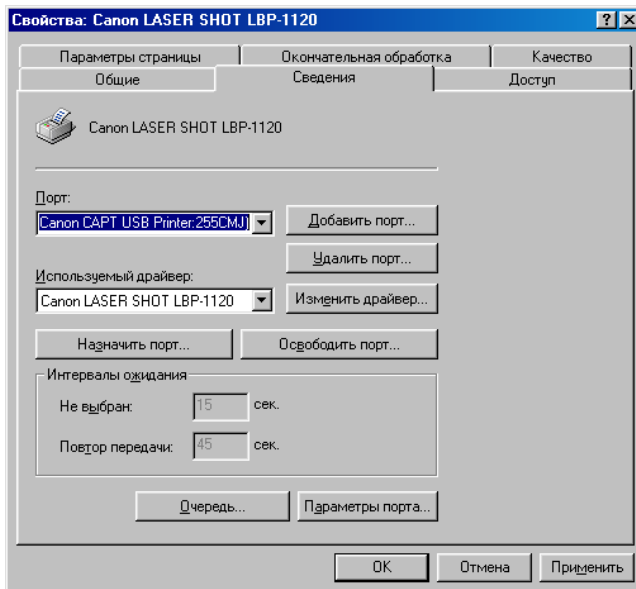 Свойства: Canon LASER SHOT LBP-1120
Параметры страницы Окончательная обработка Качество
Общие Сведения Доступ
Canon LASER SHOT LBP-1120
Порт:
Canon CAPT USB Printer:255CMJ) Добавить порт...
Удалить порт...
Используемый драйвер:
Canon LASER SHOT LBP-1120 Изменить драйвер...
Назначить порт... Освободить порт...
Интервалы ожидания
Не выбран: 15 сек.
Повтор передачи: 45 сек.
Очередь... Параметры порта...
OK Отмена Применить